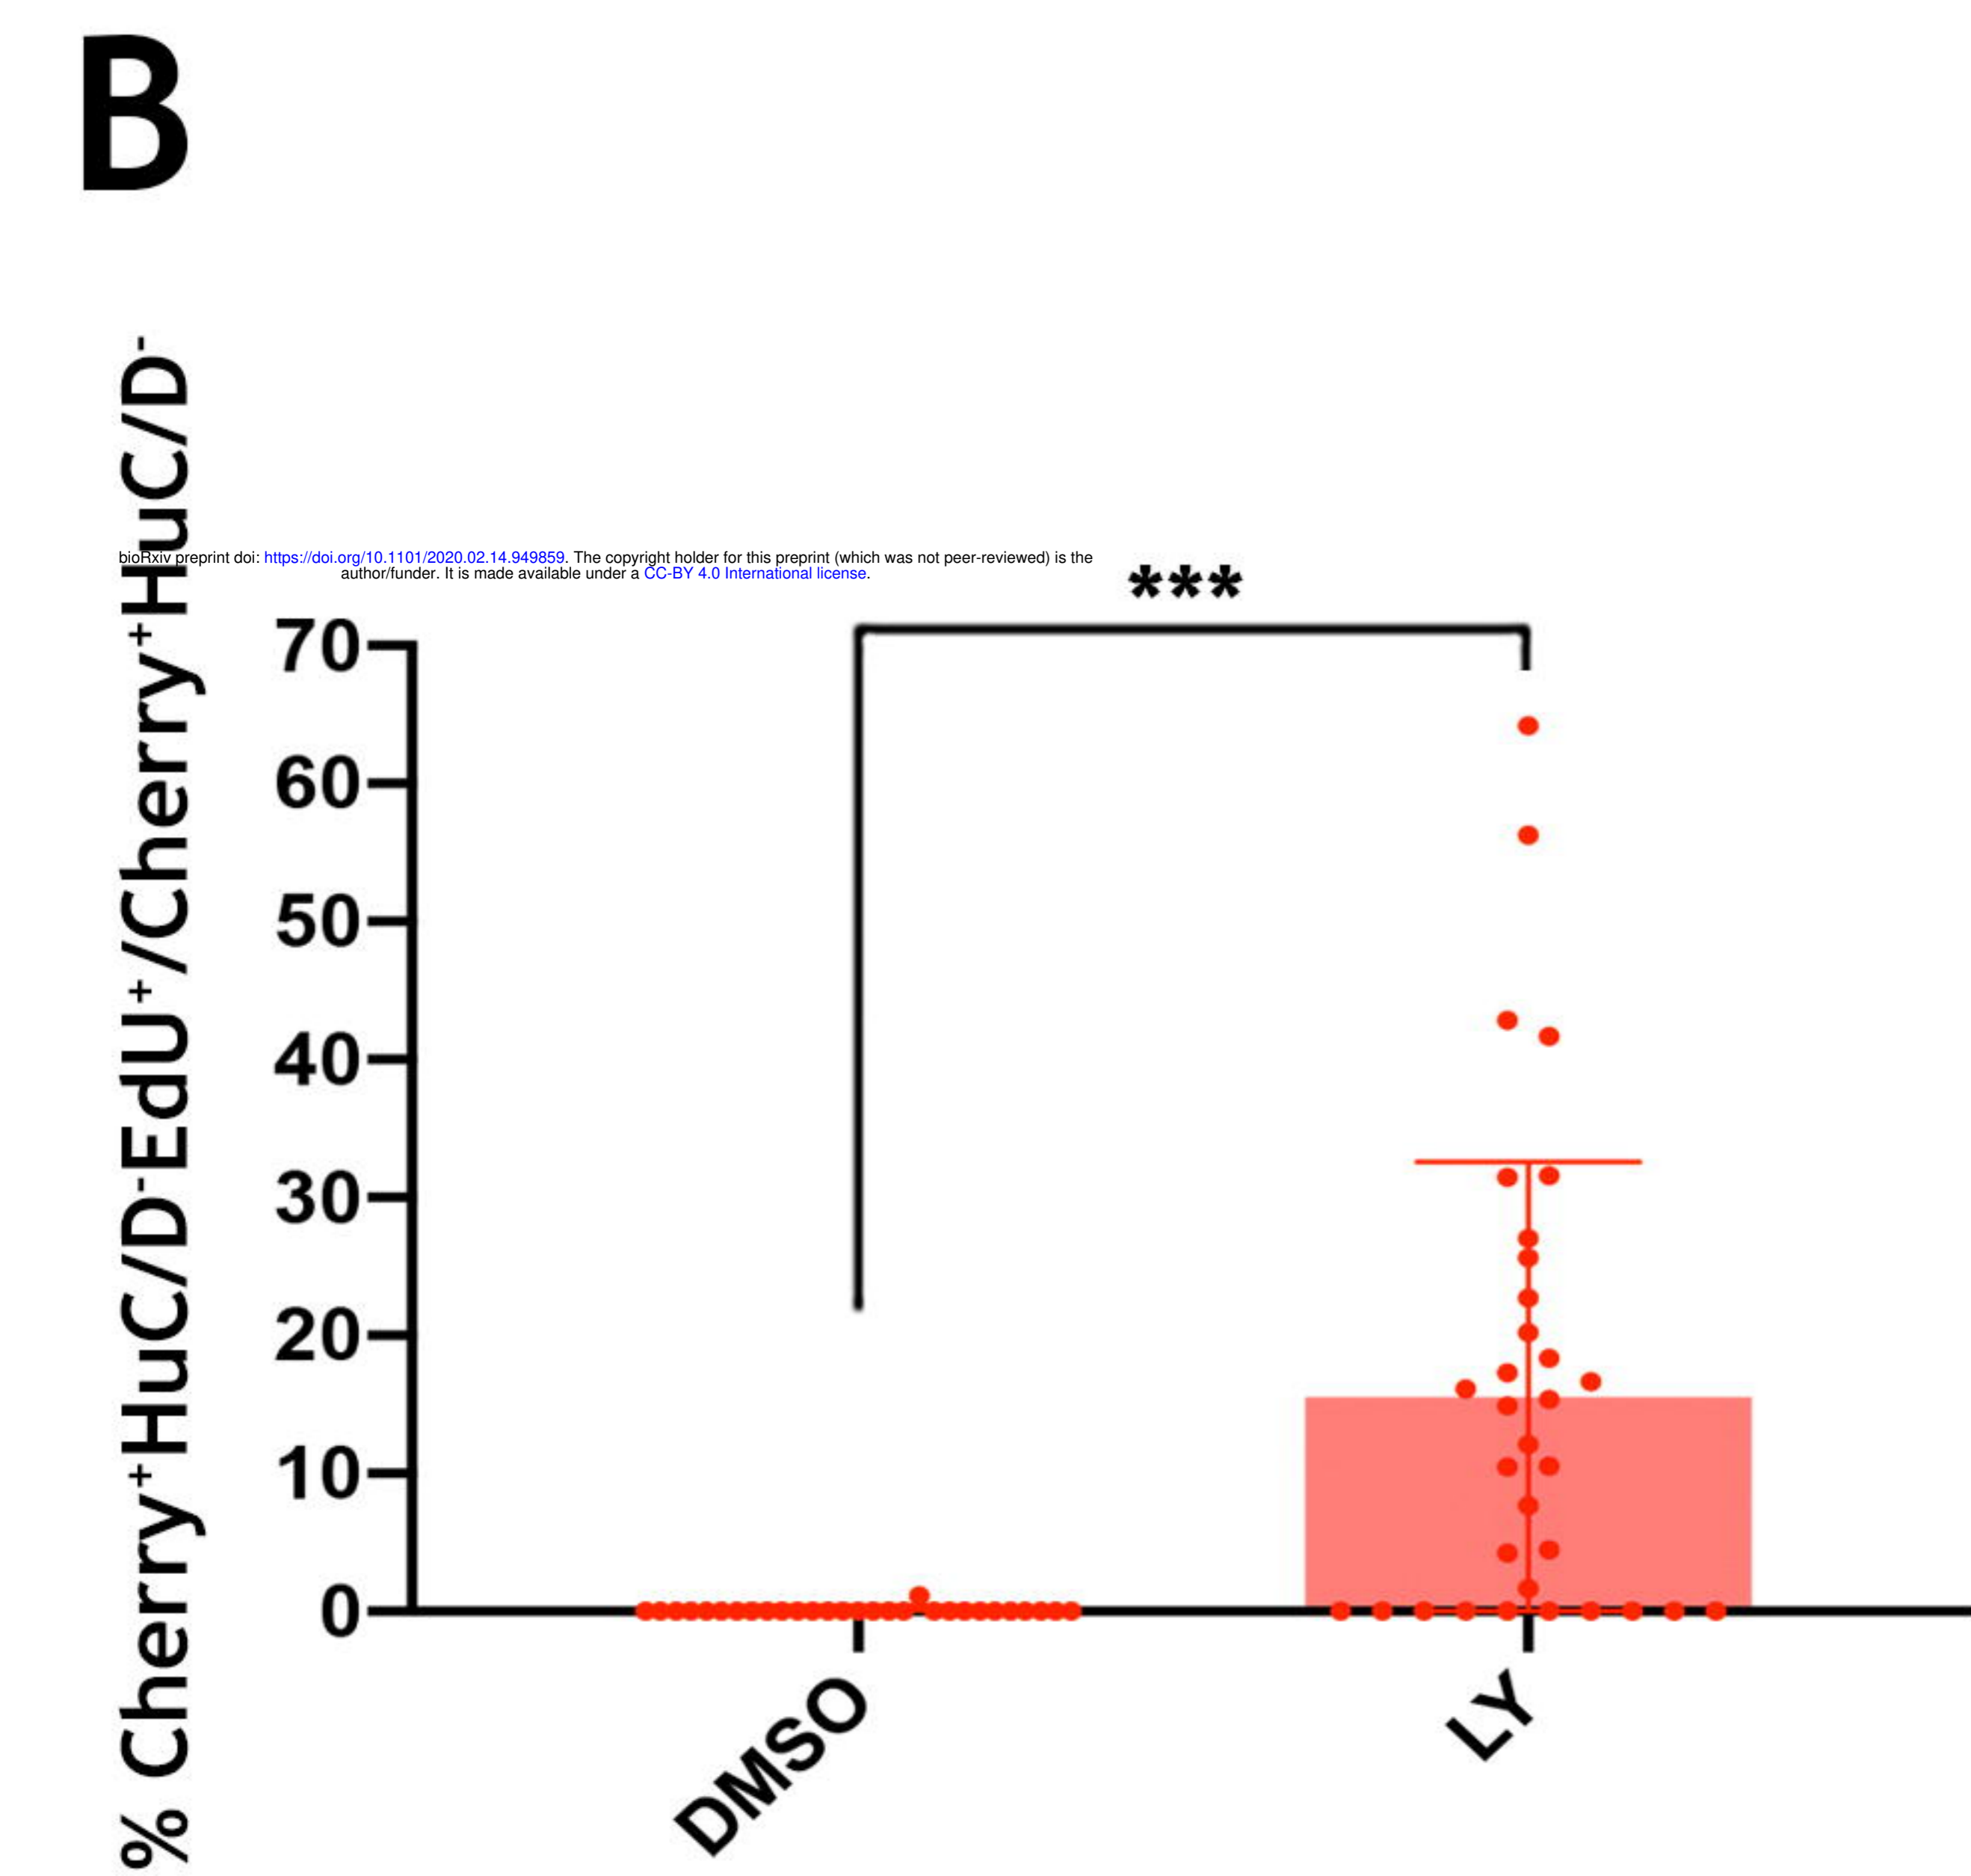 B
% Cherry⁺HuC/D⁻EdU⁺/Cherry⁺HuC/D⁻
bioRxiv preprint doi: https://doi.org/10.1101/2020.02.14.949859. The copyright holder for this preprint (which was not peer-reviewed) is the
author/funder. It is made available under a CC-BY 4.0 International license.
***
70
60
50
40
30
20
10
0
DMSO
LY